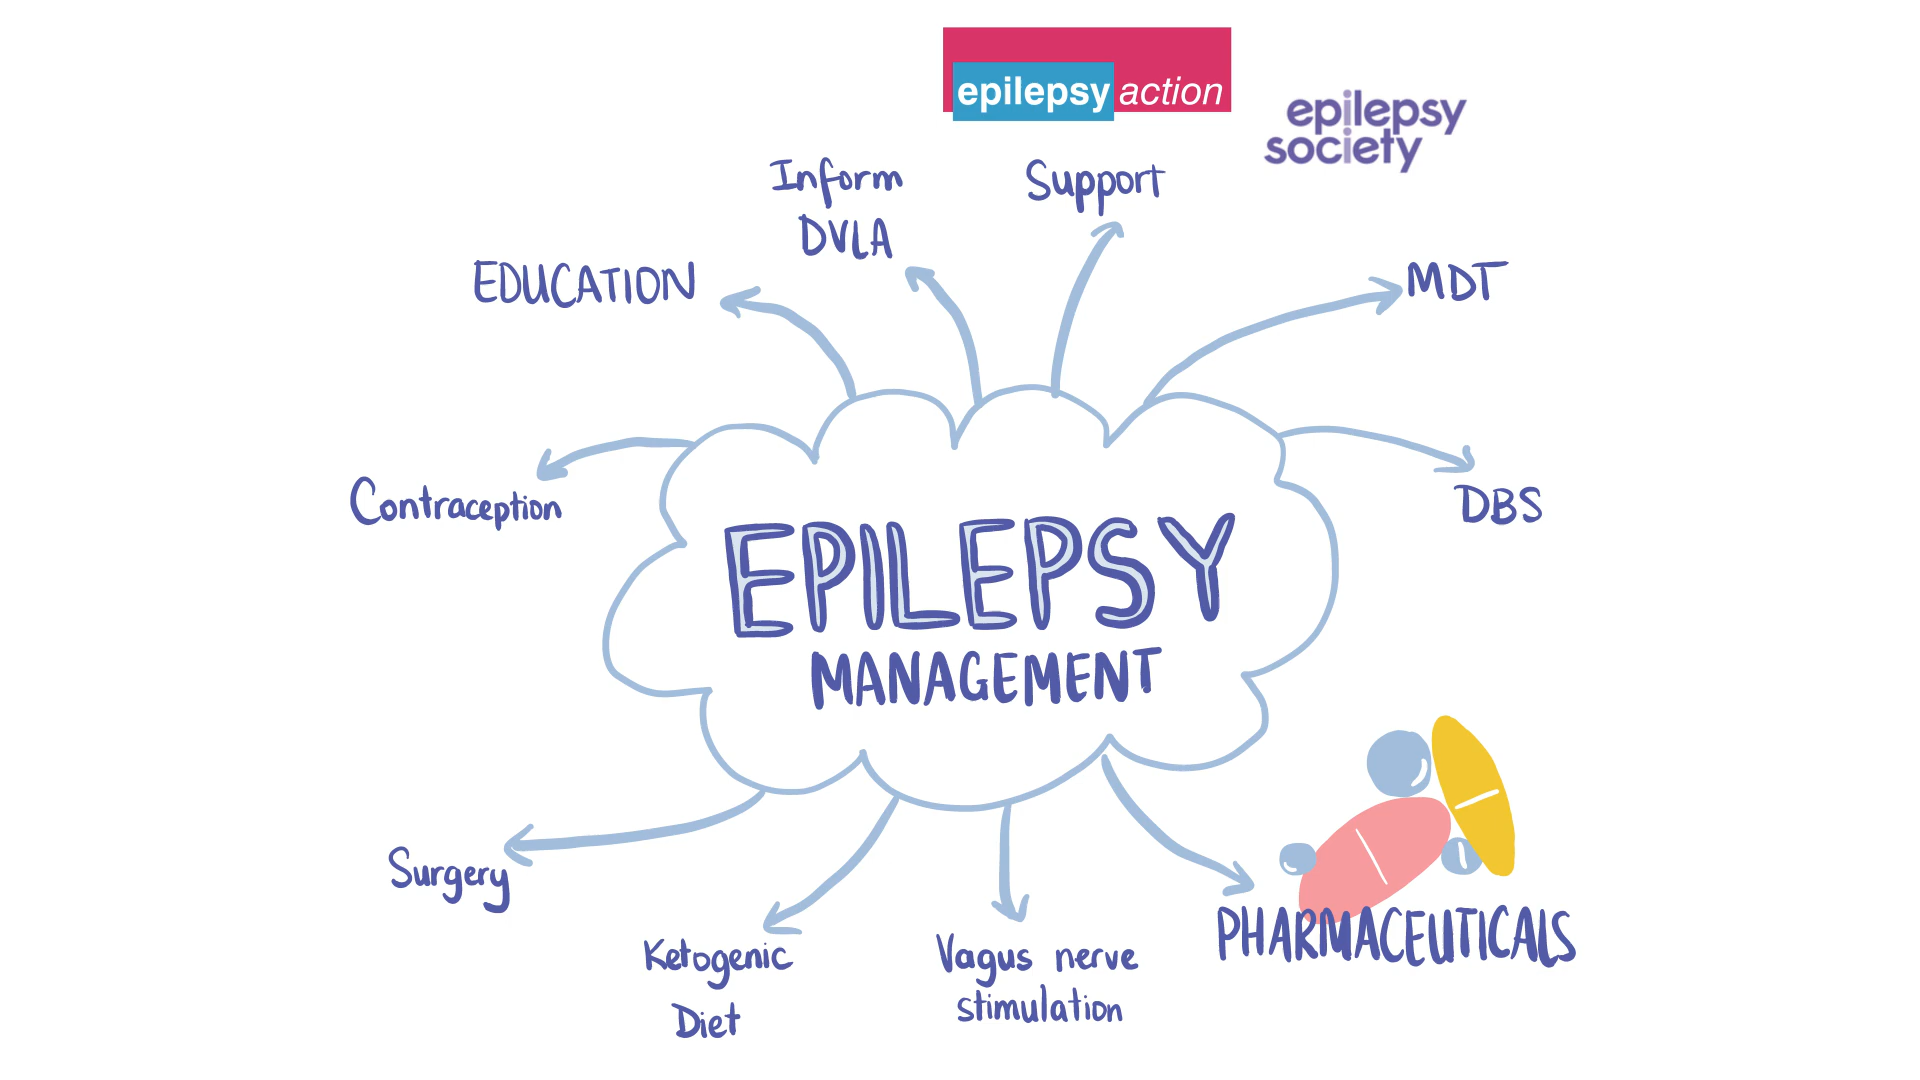 epilepsy action
epilepsy
society
Inform
DVLA
Support
EDUCATION
MDT
Contraception
DBS
EPILEPSY
MANAGEMENT
Surgery
Ketogenic
Diet
Vagus nerve
stimulation
PHARMACEUTICALS